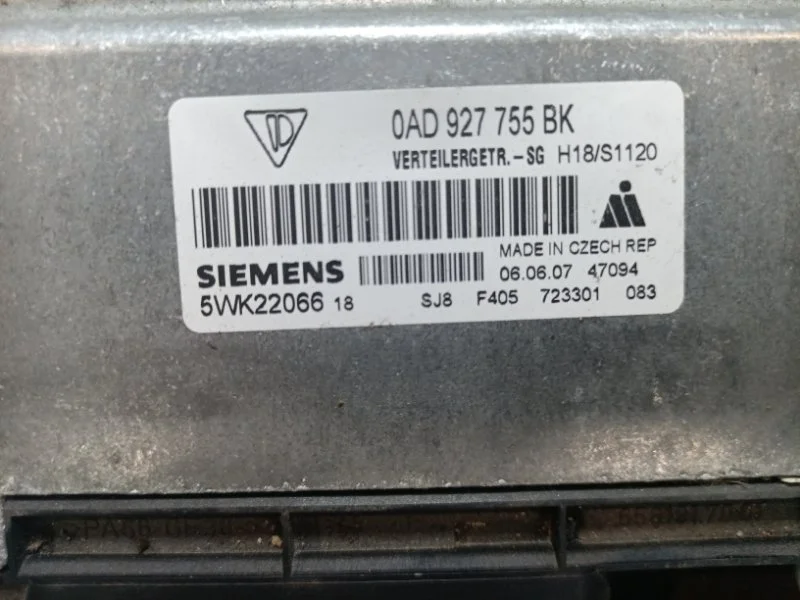 0AD 927 755 BK
VERTEILERGETR.-SG H18/S1120
MADE IN CZECH REP
SIEMENS 06.06.07 47094
5WK22066 18 SJ8 F405 723301 083